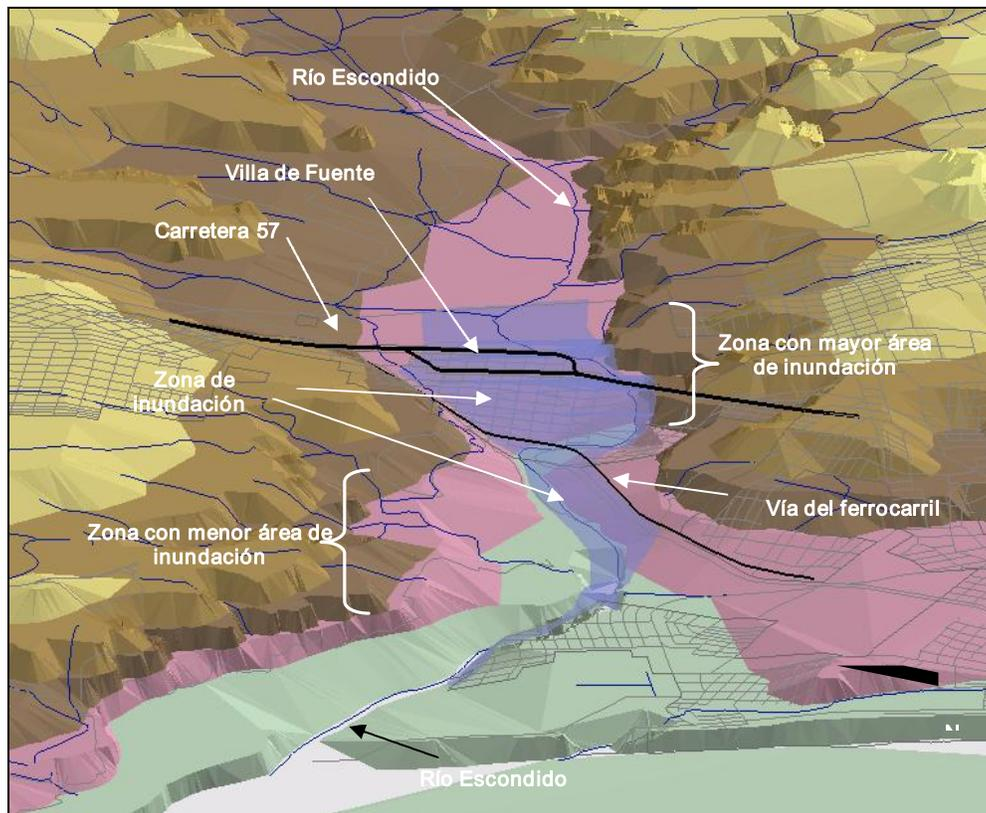 Río Escondido
Villa de Fuente
Carretera 57
Zona con mayor área
de inundación
Zona de
inundación
Vía del ferrocarril
Zona con menor área de
inundación
N
Río Escondido